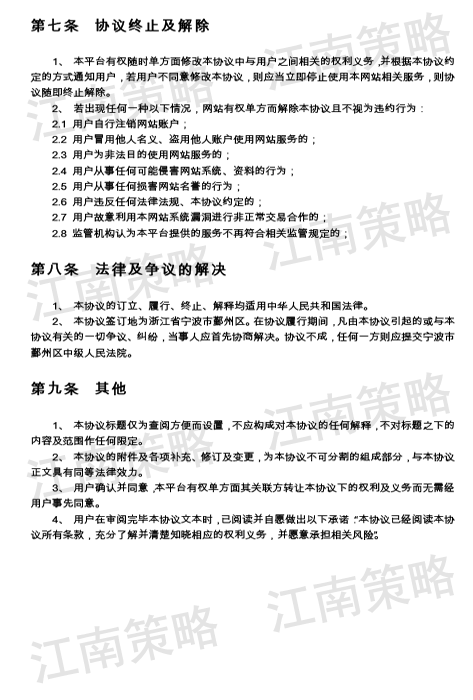 第七条 协议终止及解除
1、 本平台有权随时单方面修改本协议中与用户之间相关的权利义务,并根据本协议约
定的方式通知用户,若用户不同意修改本协议,则应当立即停止使用本网站相关服务,则协
议随即终止解除。
2、 若出现任何一种以下情况,网站有权单方而解除本协议且不视为违约行为:
2.1 用户自行注销网站账户;
2.2 用户冒用他人名义、盗用他人账户使用网站服务的;
2.3 用户为非法目的使用网站服务的;
2.4 用户从事任何可能侵害网站系统、资料的行为;
2.5 用户从事任何损害网站名誉的行为;
2.6 用户违反任何法律法规、本协议约定的;
2.7 用户故意利用本网站系统漏洞进行非正常交易合作的;
2.8 监管机构认为本平台提供的服务不再符合相关监管规定的;
第八条 法律及争议的解决
1、 本协议的订立、履行、终止、解释均适用中华人民共和国法律。
2、 本协议签订地为浙江省宁波市鄞州区。在协议履行期间,凡由本协议引起的或与本
协议有关的一切争议、纠纷,当事人应首先协商解决。协议不成,任何一方则应提交宁波市
鄞州区中级人民法院。
第九条 其他
1、 本协议标题仅为查阅方便而设置,不应构成对本协议的任何解释,不对标题之下的
内容及范围作任何限定。
2、 本协议的附件及各项补充、修订及变更,为本协议不可分割的组成部分,与本协议
正文具有同等法律效力。
3、 用户确认并同意,本平台有权单方面其关联方转让本协议下的权利及义务而无需经
用户事先同意。
4、 用户在审阅完毕本协议文本时,已阅读并自愿做出以下承诺:“本协议已经阅读本协
议所有条款,充分了解并清楚知晓相应的权利义务,并愿意承担相关风险”。
江南策略
江南策略
江南策略
江南策略
江南策略
江南策略
江南策略
江南策略